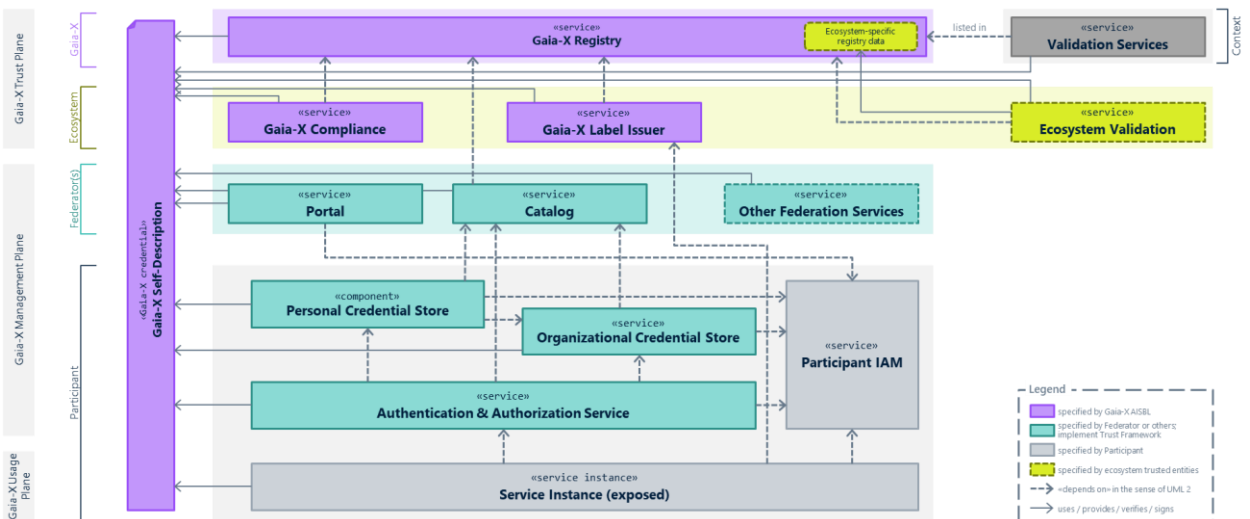 Gaia-X Trust Plane
Gaia-X
Ecosystem
Gaia-X Management Plane
Federator(s)
Participant
Gaia-X Usage
Plane
«Gaia-X credential»
Gaia-X Self-Description
«service»
Gaia-X Registry
Ecosystem-specific
registry data
listed in
«service»
Validation Services
Context
«service»
Gaia-X Compliance
«service»
Gaia-X Label Issuer
«service»
Ecosystem Validation
«service»
Portal
«service»
Catalog
«service»
Other Federation Services
«component»
Personal Credential Store
«service»
Organizational Credential Store
«service»
Participant IAM
«service»
Authentication & Authorization Service
«service instance»
Service Instance (exposed)
Legend
specified by Gaia-X AISBL
specified by Federator or others;
implement Trust Framework
specified by Participant
specified by ecosystem trusted entities
«depends on» in the sense of UML 2
uses / provides / verifies / signs